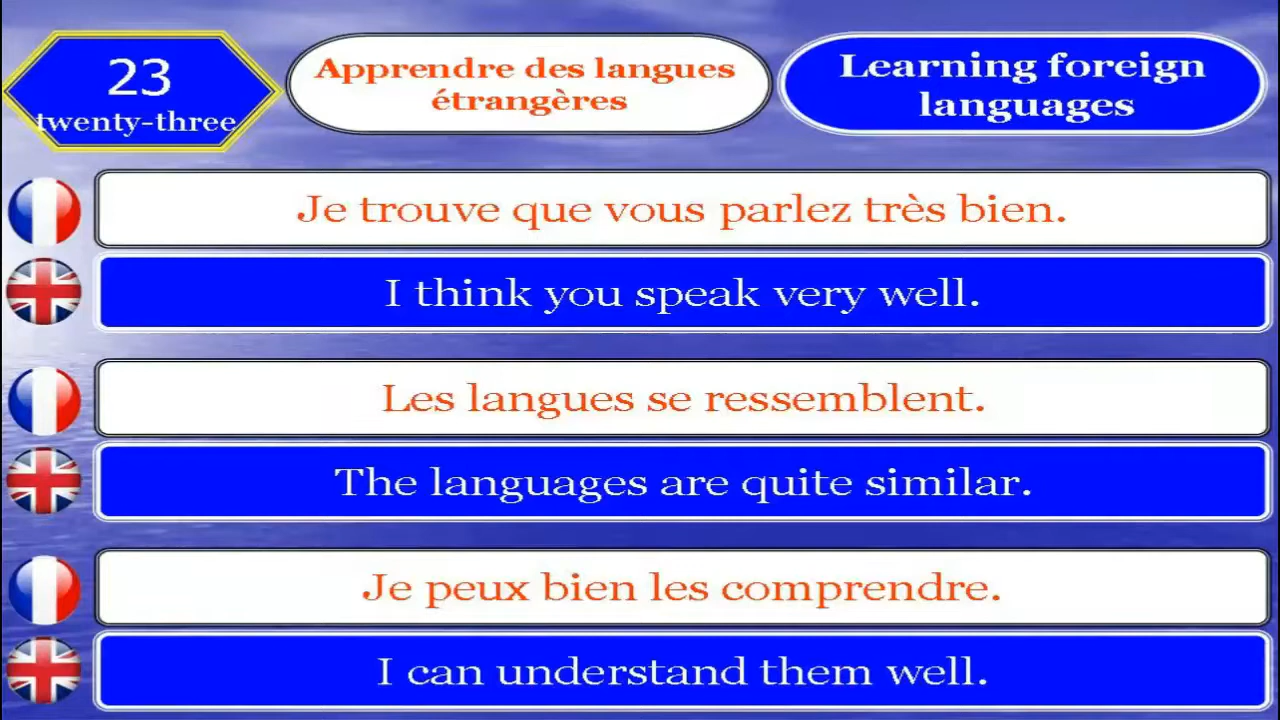 23
twenty-three
Apprendre des langues
étrangères
Learning foreign
languages
Je trouve que vous parlez très bien.
I think you speak very well.
Les langues se ressemblent.
The languages are quite similar.
Je peux bien les comprendre.
I can understand them well.